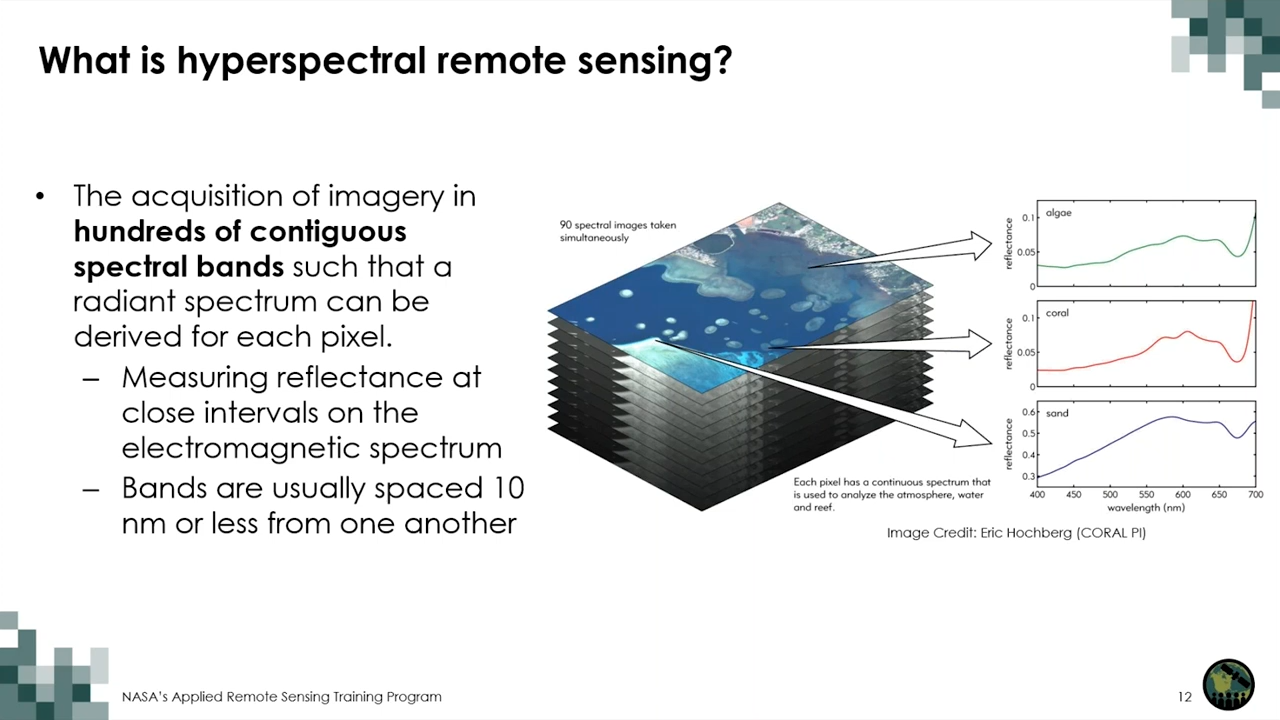 What is hyperspectral remote sensing?
• The acquisition of imagery in
hundreds of contiguous
spectral bands such that a
radiant spectrum can be
derived for each pixel.
– Measuring reflectance at
close intervals on the
electromagnetic spectrum
– Bands are usually spaced 10
nm or less from one another
90 spectral images taken
simultaneously
Each pixel has a continuous spectrum that
is used to analyze the atmosphere, water
and reef.
algae
reflectance
0.1
0.05
0
coral
reflectance
0.1
0.05
0
sand
reflectance
0.6
0.5
0.4
0.3
400 450 500 550 600 650 700
wavelength (nm)
Image Credit: Eric Hochberg (CORAL PI)
NASA's Applied Remote Sensing Training Program
12